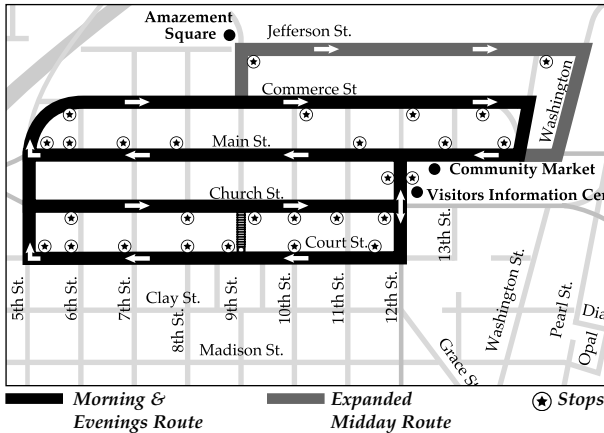 Amazement
Square
Jefferson St.
Washington
Commerce St
Main St.
Community Market
Visitors Information Cen
Church St.
Court St.
13th St.
5th St.
6th St.
7th St.
8th St.
9th St.
10th St.
11th St.
12th St.
Clay St.
Madison St.
Washington St.
Pearl St.
Dia
Opal
Grace St
Morning &
Evenings Route
Expanded
Midday Route
Stops